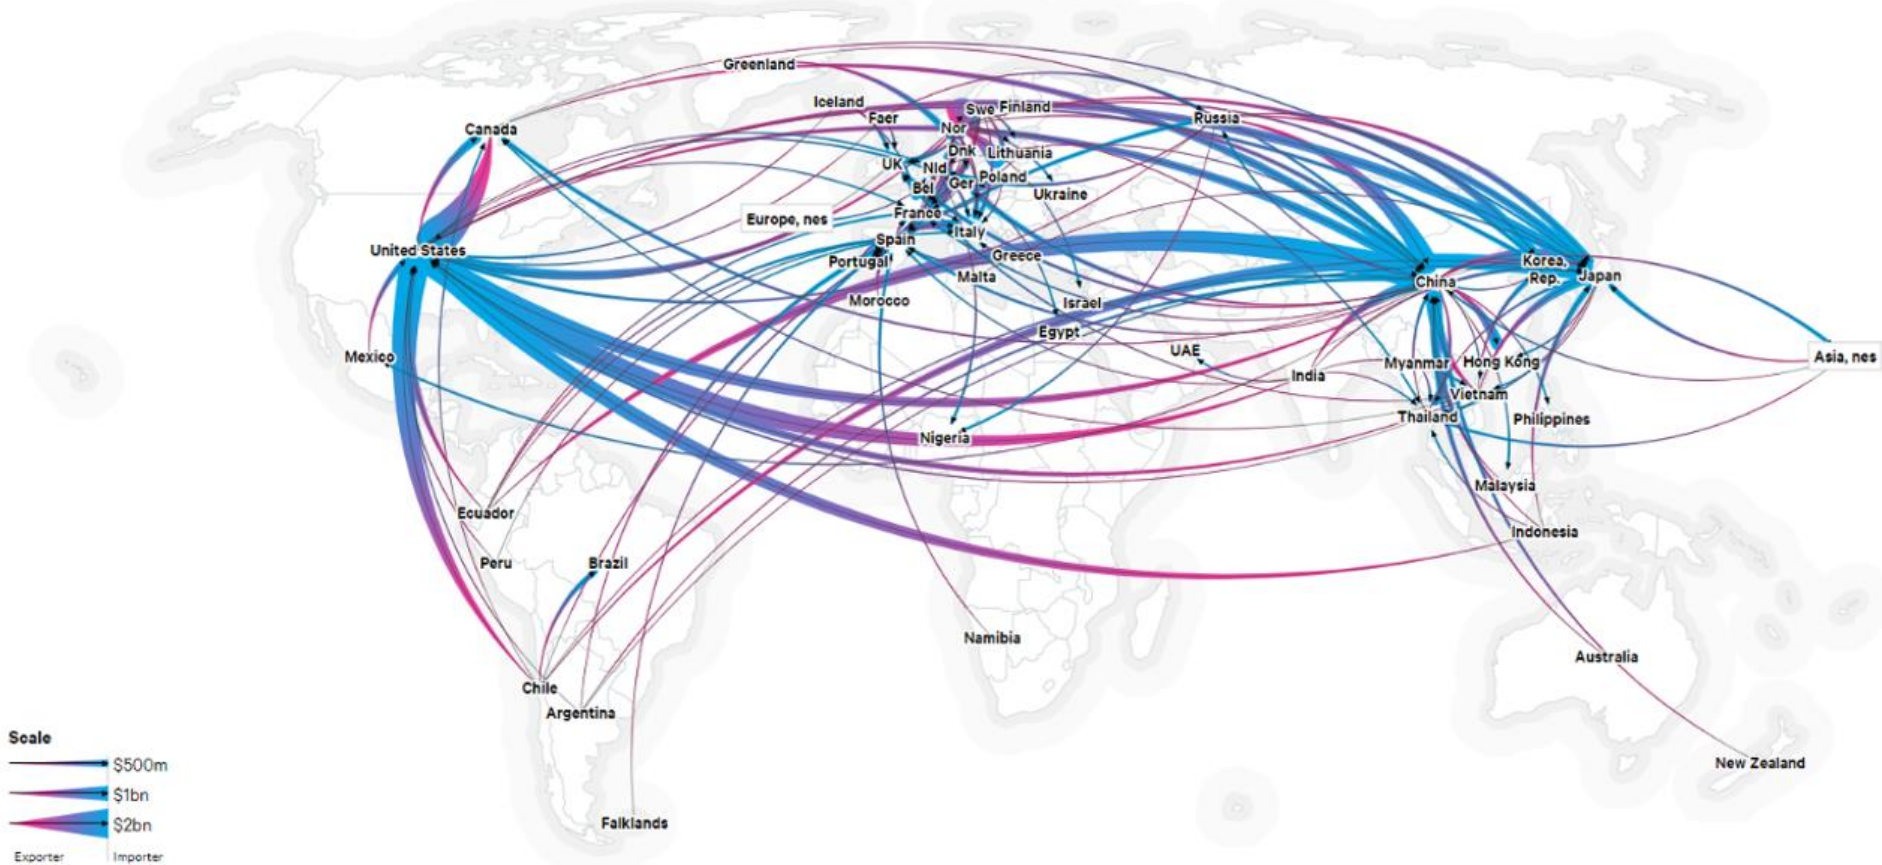 Greenland
Iceland
Faer
Swe
Finland
Nor
Russia
Canada
Dnk
Lithuania
UK
Nld
Ger
Poland
Bel
Ukraine
Europe, nes
France
Italy
United States
Spain
Greece
Portugal
Malta
Korea,
Rep.
Japan
China
Morocco
Israel
Egypt
Mexico
UAE
Myanmar
Hong Kong
Asia, nes
India
Vietnam
Thailand
Philippines
Nigeria
Malaysia
Ecuador
Indonesia
Peru
Brazil
Namibia
Australia
Chile
Argentina
New Zealand
Falklands
Scale
$500m
$1bn
$2bn
Exporter
Importer